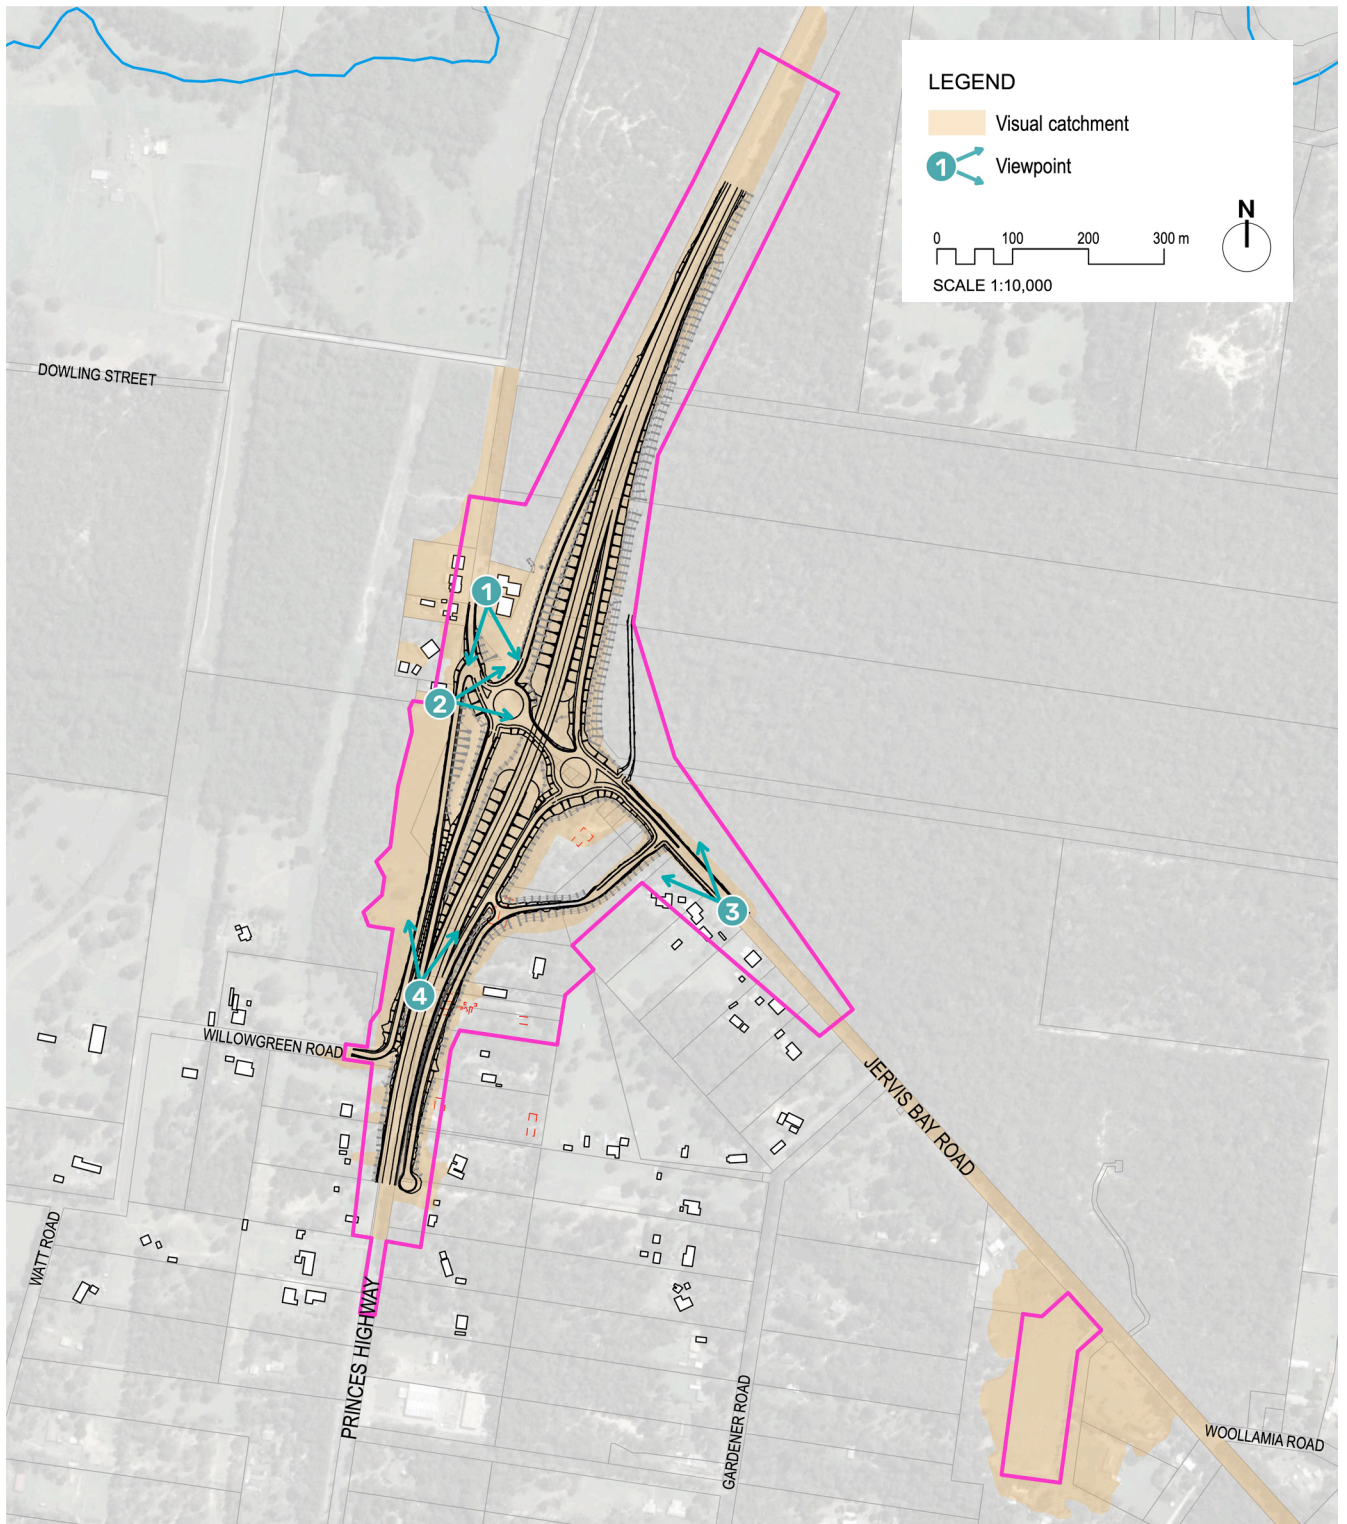 LEGEND
Visual catchment
1
Viewpoint
N
0 100 200 300 m
SCALE 1:10,000
DOWLING STREET
1
2
3
4
WILLOWGREEN ROAD
JERVIS BAY ROAD
WATT ROAD
PRINCES HIGHWAY
GARDENER ROAD
WOOLLAMIA ROAD